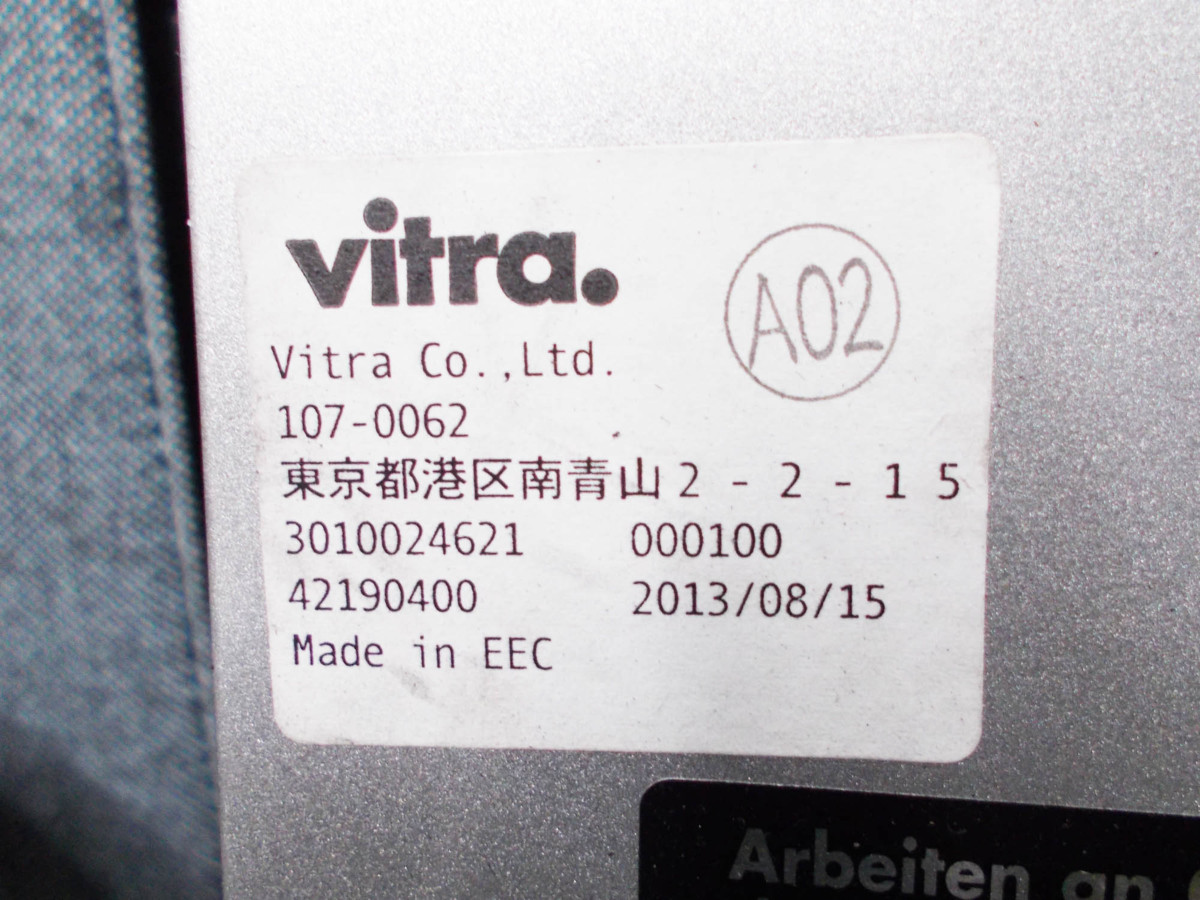 vitra.
A02
Vitra Co.,Ltd.
107-0062
東京都港区南青山2-2-15
3010024621 000100
42190400 2013/08/15
Made in EEC
Arbeiten an